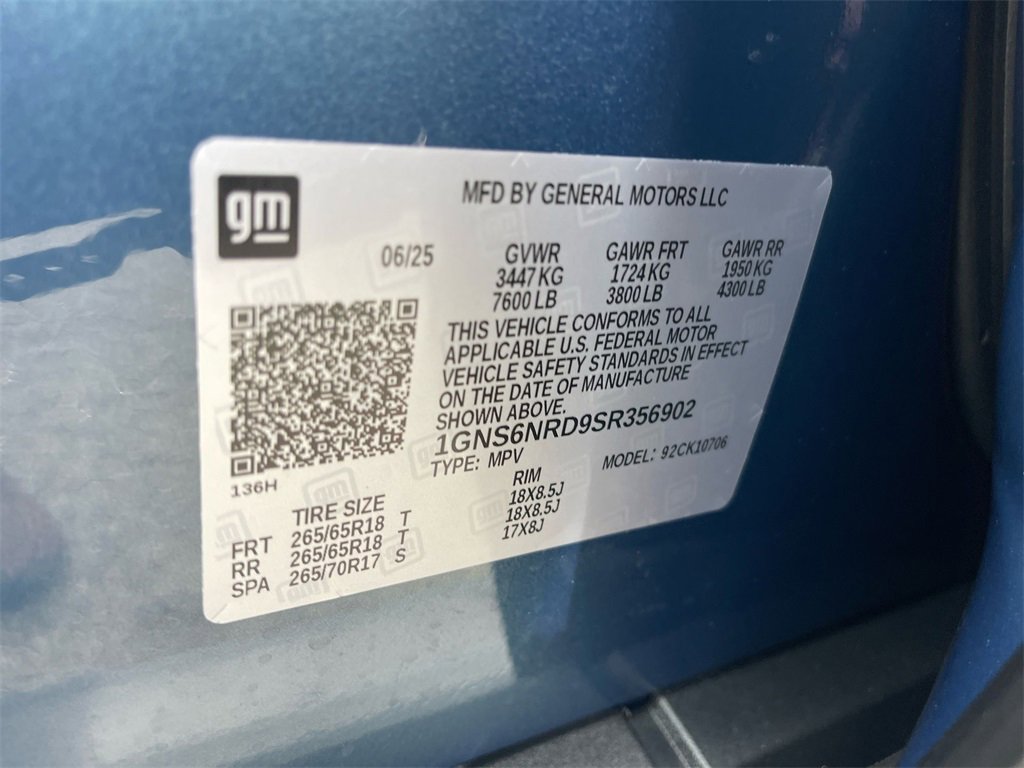 gm
MFD BY GENERAL MOTORS LLC
06/25 GVWR GAWR FRT GAWR RR
3447 KG 1724 KG 1950 KG
7600 LB 3800 LB 4300 LB
THIS VEHICLE CONFORMS TO ALL
APPLICABLE U.S. FEDERAL MOTOR
VEHICLE SAFETY STANDARDS IN EFFECT
ON THE DATE OF MANUFACTURE
SHOWN ABOVE.
1GNS6NRD9SR356902
TYPE: MPV MODEL: 92CK10706
136H
TIRE SIZE RIM
FRT 265/65R18 T 18X8.5J
RR 265/65R18 T 18X8.5J
SPA 265/70R17 S 17X8J